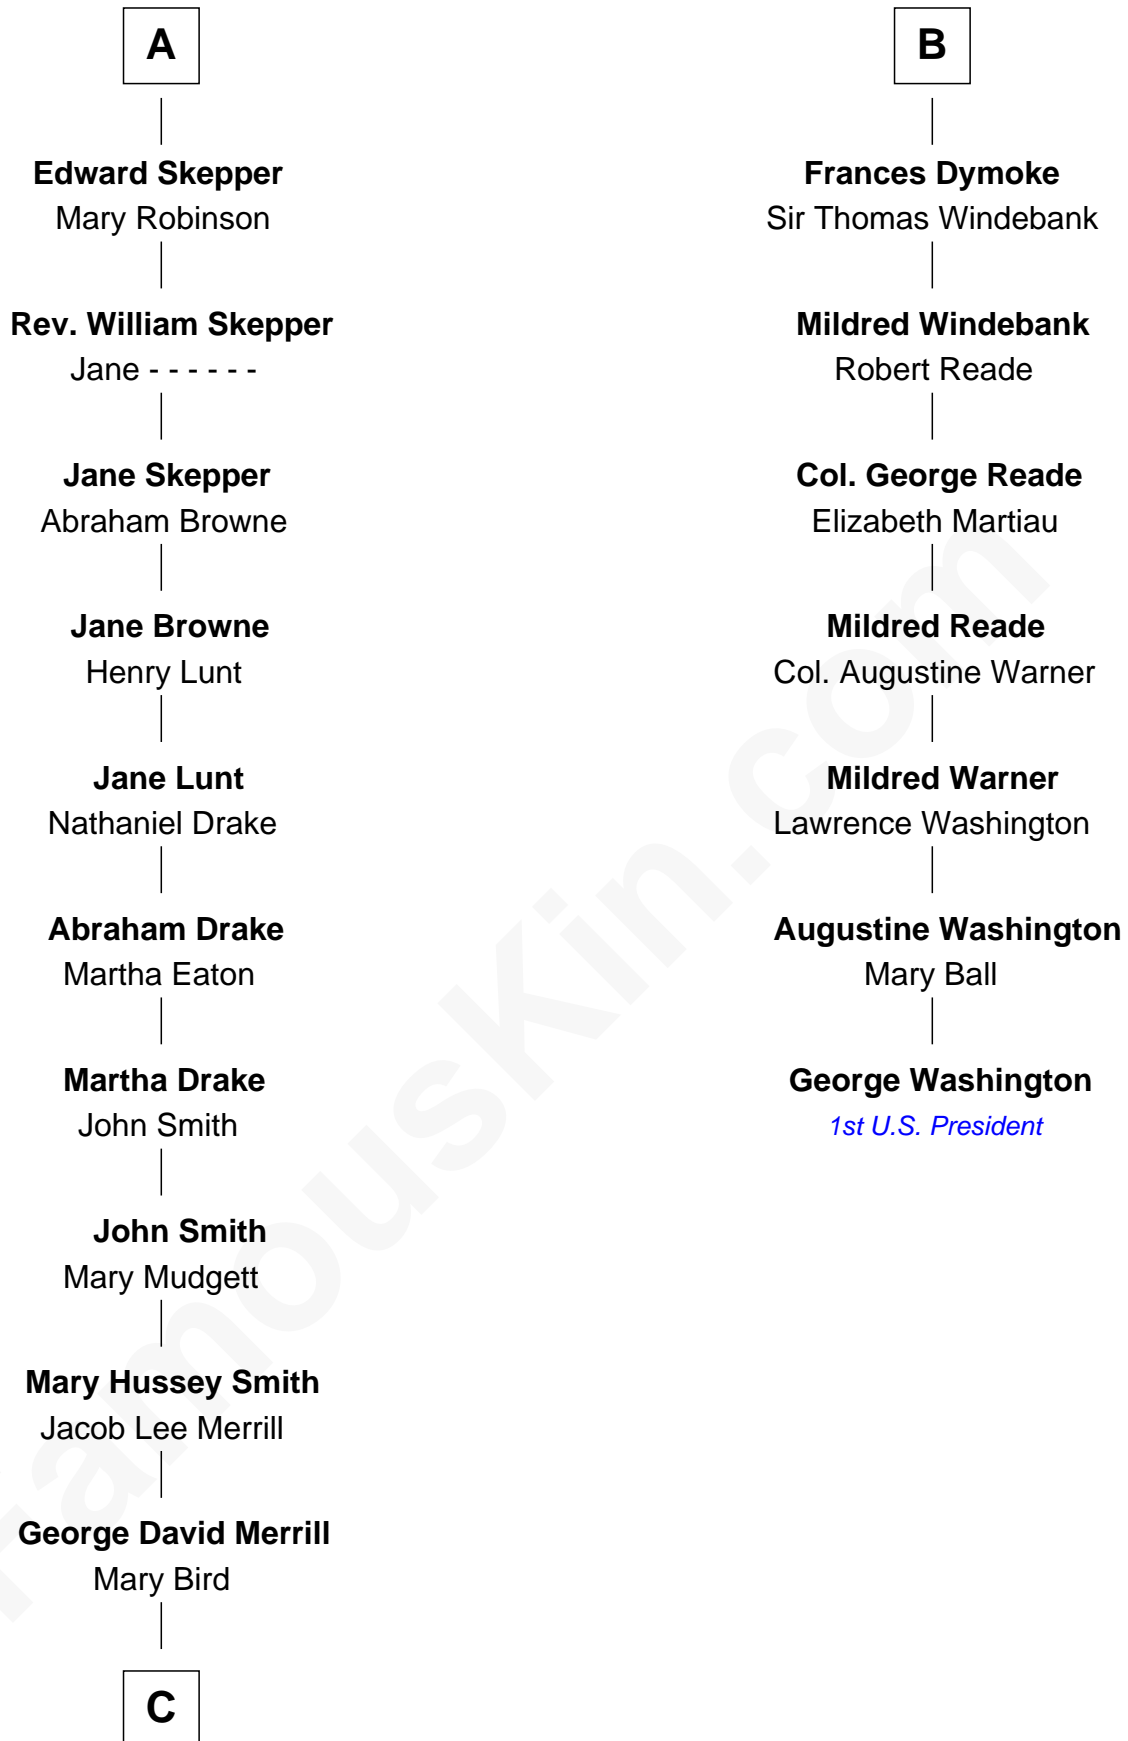 A
Edward Skepper
Mary Robinson
Rev. William Skepper
Jane - - - - - -
Jane Skepper
Abraham Browne
Jane Browne
Henry Lunt
Jane Lunt
Nathaniel Drake
Abraham Drake
Martha Eaton
Martha Drake
John Smith
John Smith
Mary Mudgett
Mary Hussey Smith
Jacob Lee Merrill
George David Merrill
Mary Bird
C
B
Frances Dymoke
Sir Thomas Windebank
Mildred Windebank
Robert Reade
Col. George Reade
Elizabeth Martiau
Mildred Reade
Col. Augustine Warner
Mildred Warner
Lawrence Washington
Augustine Washington
Mary Ball
George Washington
1st U.S. President
FamousKin.com